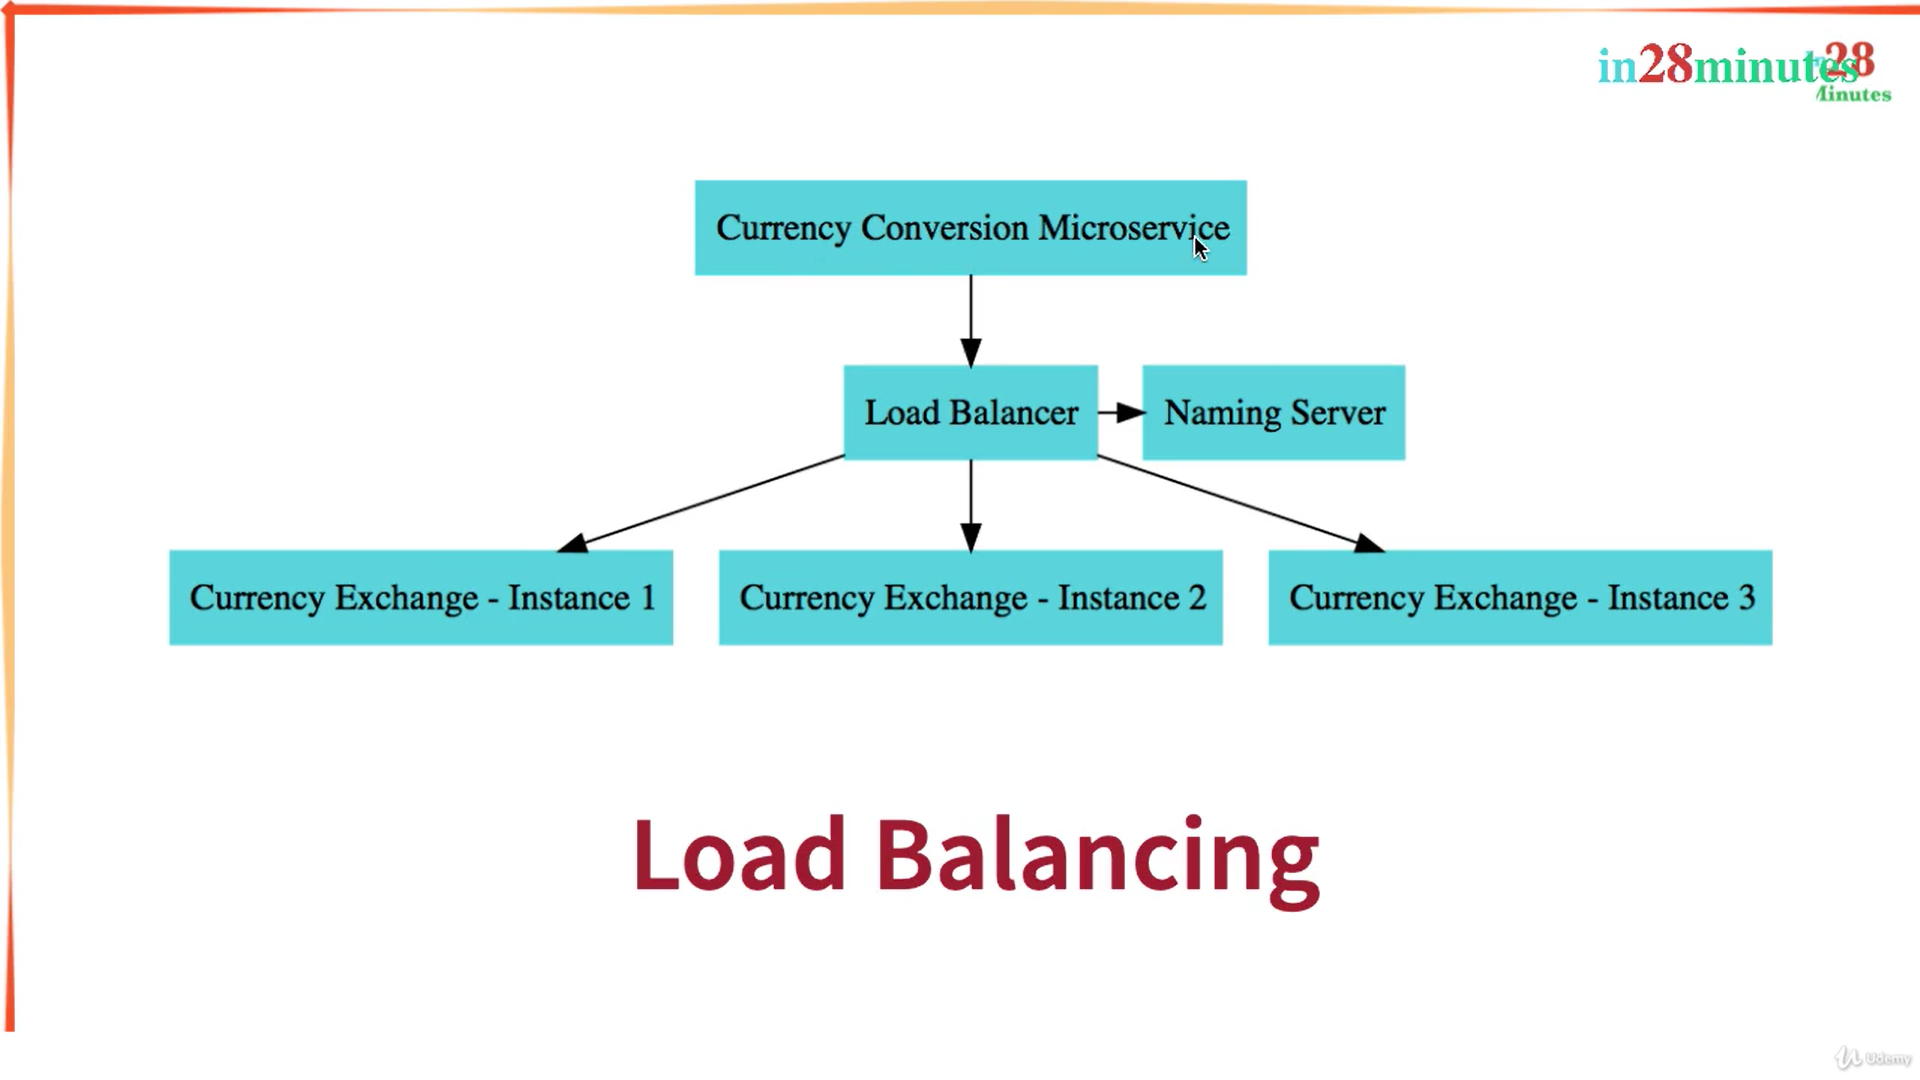 in28minutes
28
Minutes
Currency Conversion Microservice
Load Balancer
Naming Server
Currency Exchange - Instance 1
Currency Exchange - Instance 2
Currency Exchange - Instance 3
Load Balancing
Udemy